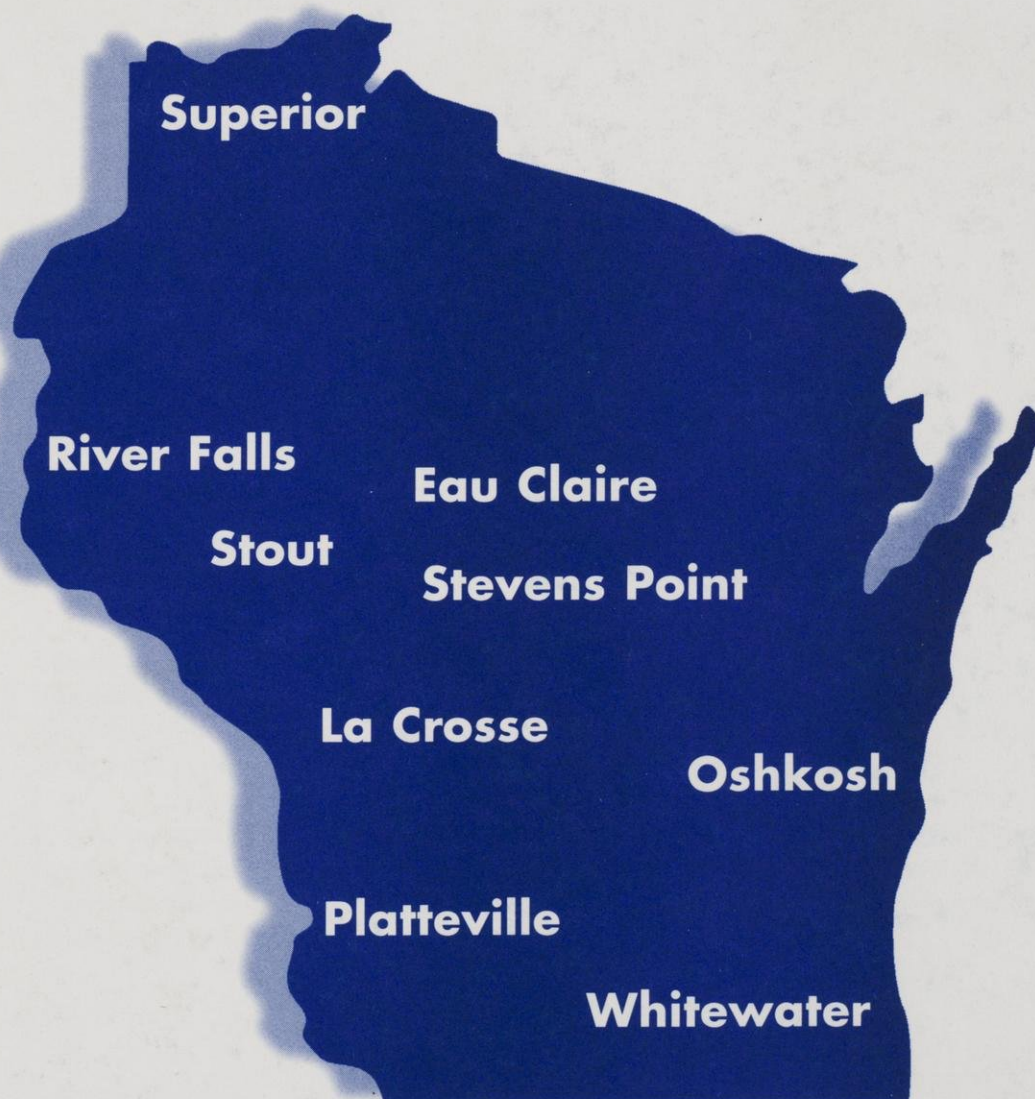 Superior
River Falls
Eau Claire
Stout
Stevens Point
La Crosse
Oshkosh
Platteville
Whitewater